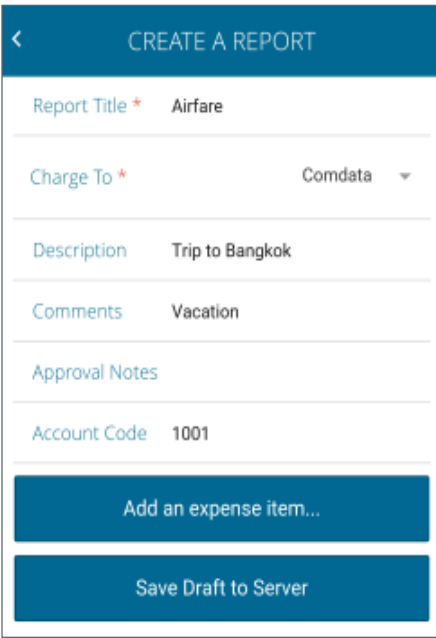 CREATE A REPORT
Report Title * Airfare
Charge To * Comdata
Description Trip to Bangkok
Comments Vacation
Approval Notes
Account Code 1001
Add an expense item...
Save Draft to Server